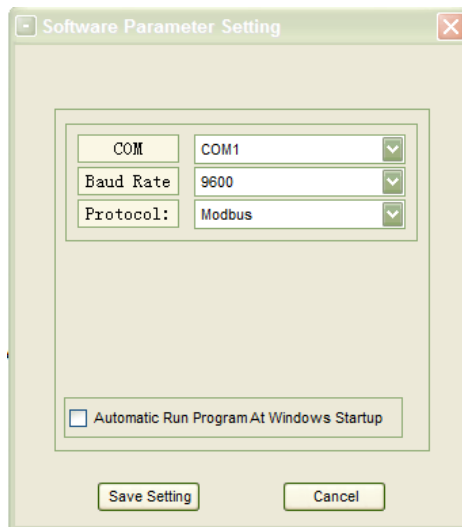 Software Parameter Setting
COM COM1
Baud Rate 9600
Protocol: Modbus
Automatic Run Program At Windows Startup
Save Setting Cancel